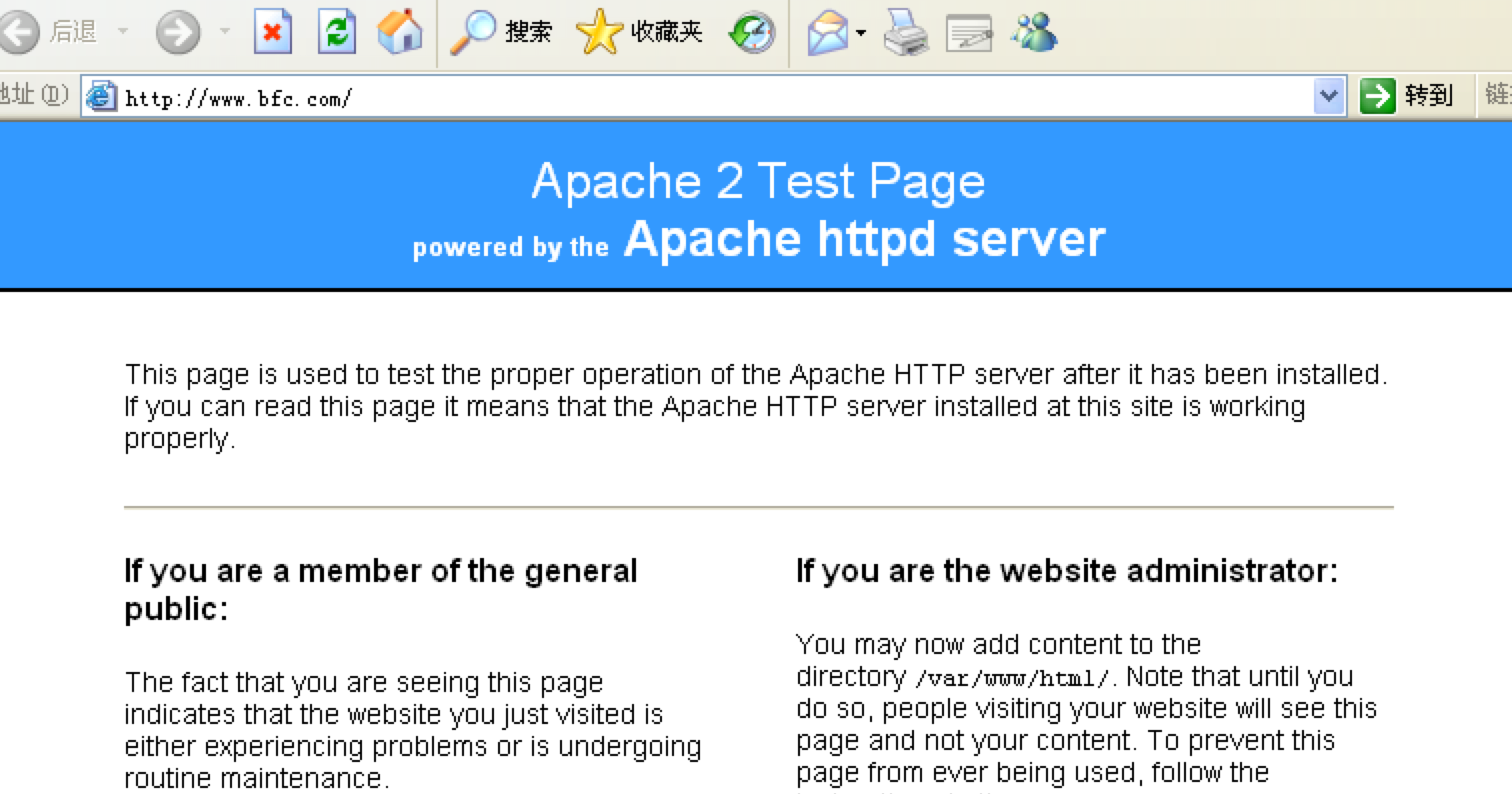 后退 搜索 收藏夹
地址(D) http://www.bfc.com/ 转到
Apache 2 Test Page
powered by the Apache httpd server
This page is used to test the proper operation of the Apache HTTP server after it has been installed.
If you can read this page it means that the Apache HTTP server installed at this site is working
properly.
If you are a member of the general
public:
The fact that you are seeing this page
indicates that the website you just visited is
either experiencing problems or is undergoing
routine maintenance.
If you are the website administrator:
You may now add content to the
directory /var/www/html/. Note that until you
do so, people visiting your website will see this
page and not your content. To prevent this
page from ever being used, follow the